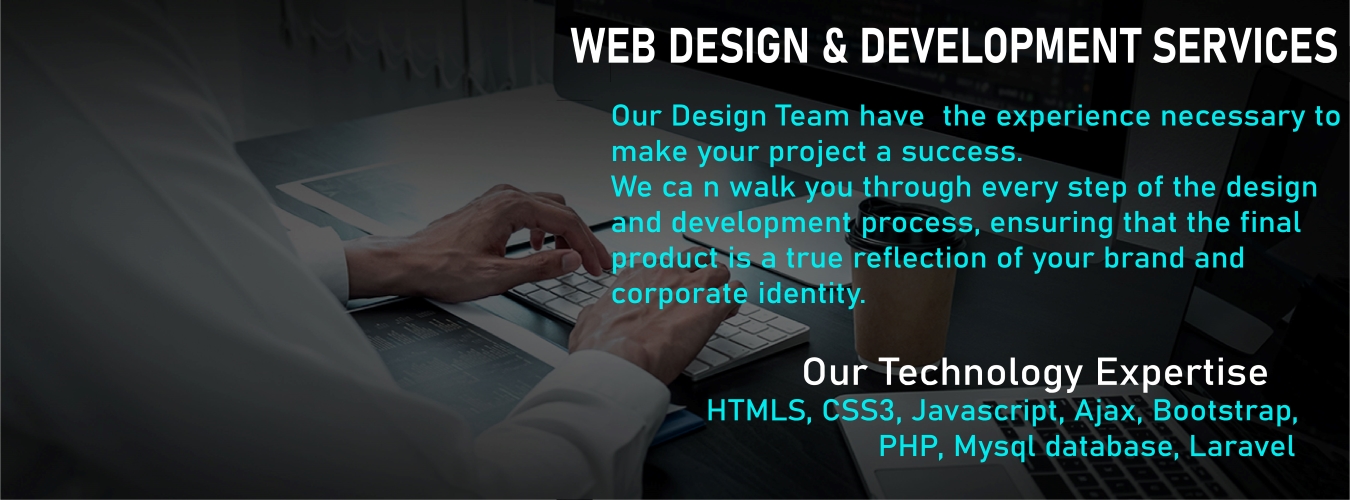 WEB DESIGN & DEVELOPMENT SERVICES
Our Design Team have the experience necessary to
make your project a success.
We ca n walk you through every step of the design
and development process, ensuring that the final
product is a true reflection of your brand and
corporate identity.
Our Technology Expertise
HTMLS, CSS3, Javascript, Ajax, Bootstrap,
PHP, Mysql database, Laravel